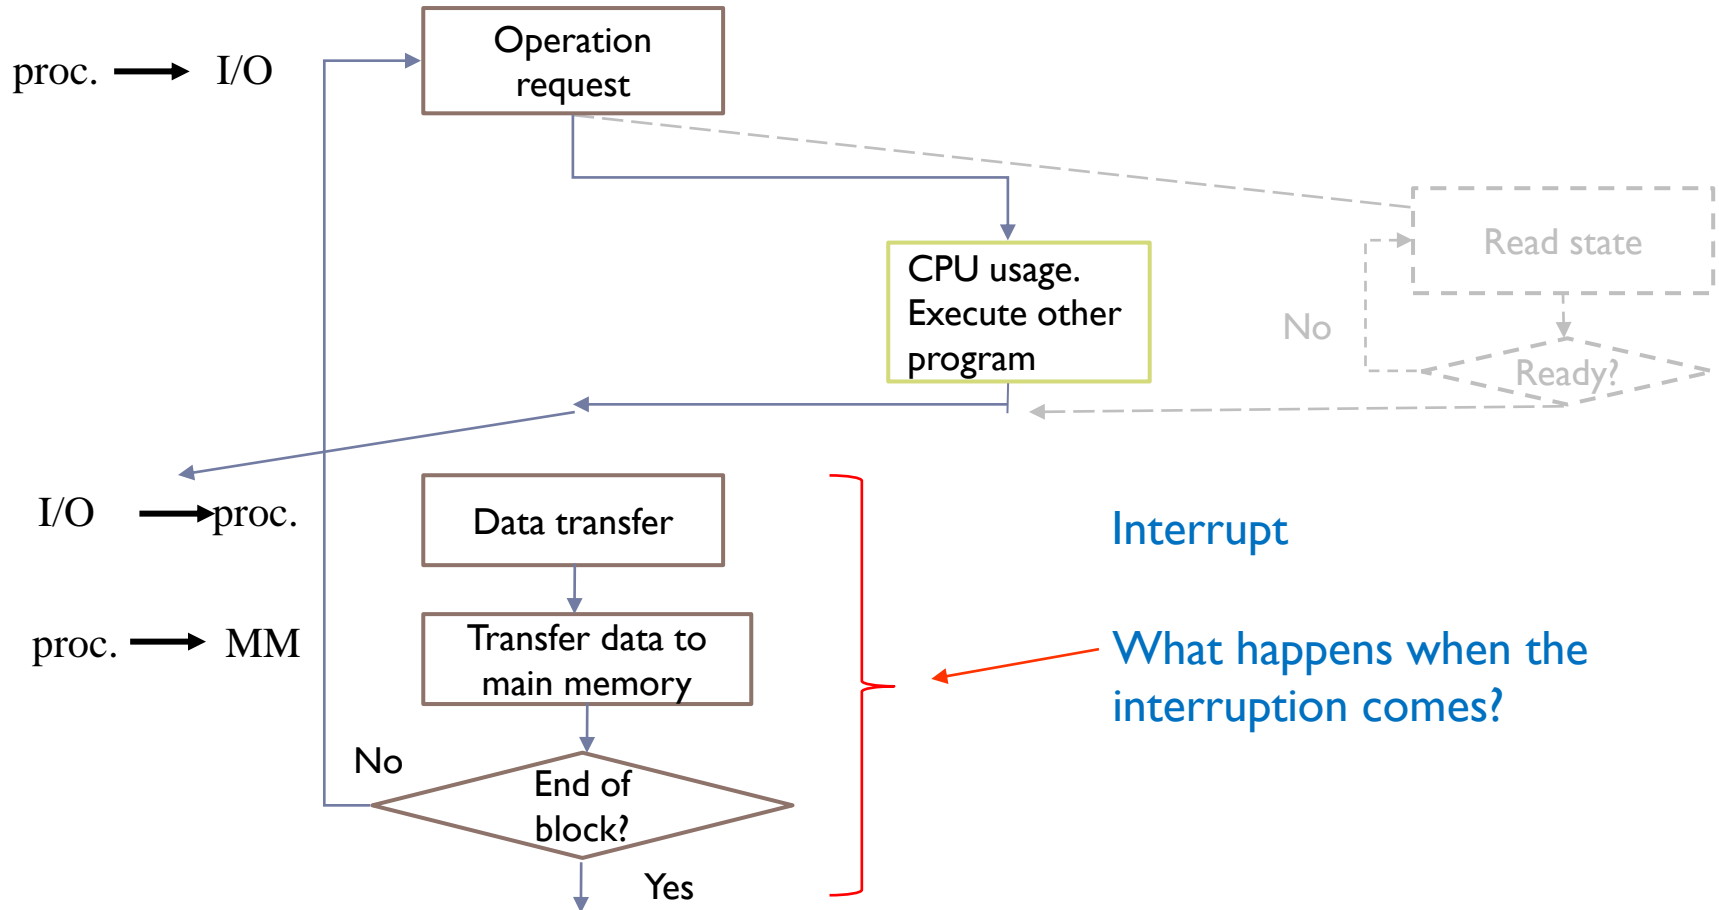 Operation
request
proc. I/O
Read state
CPU usage.
Execute other
program
No
Ready?
I/O proc.
Data transfer
Interrupt
proc. MM
Transfer data to
main memory
What happens when the
interruption comes?
No
End of
block?
Yes